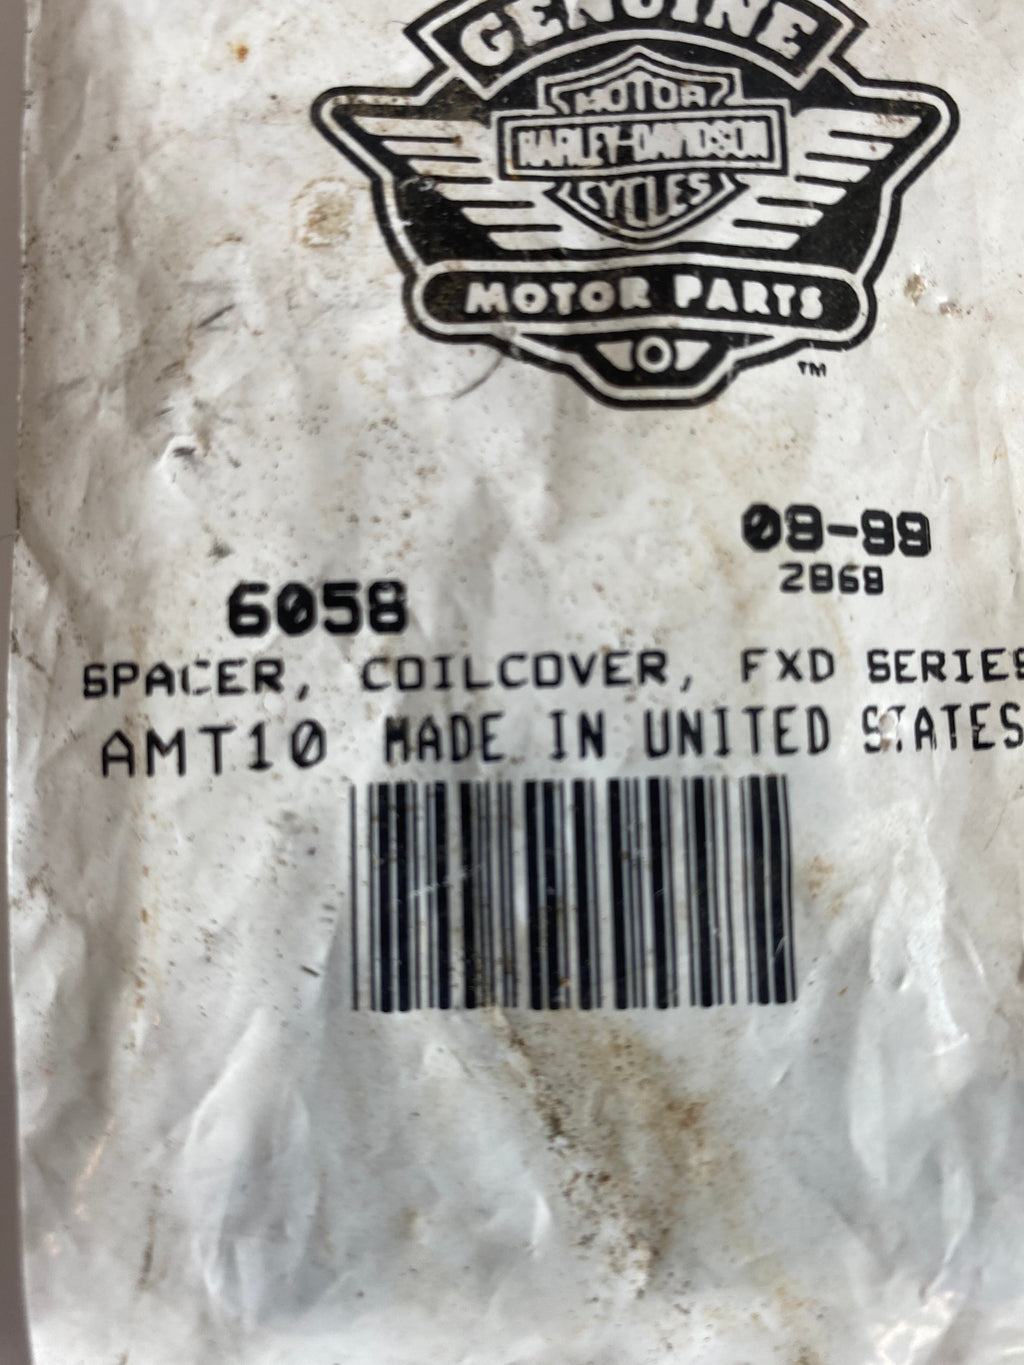 GENUINE
MOTOR
HARLEY-DAVIDSON
CYCLES
MOTOR PARTS
TM
09-99
2868
6058
SPACER, COILCOVER, FXD SERIES
AMT10 MADE IN UNITED STATES